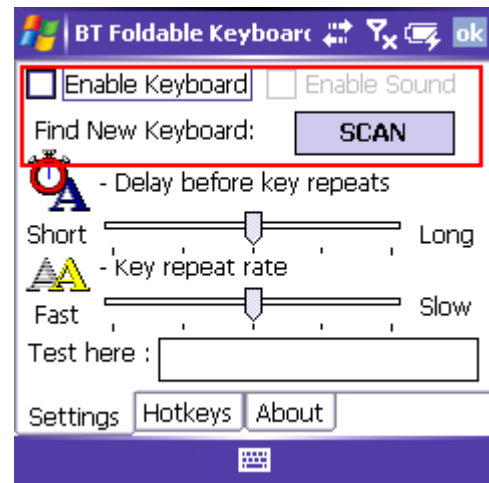 BT Foldable Keyboard ok
Enable Keyboard Enable Sound
Find New Keyboard: SCAN
- Delay before key repeats
Short Long
- Key repeat rate
Fast Slow
Test here :
Settings Hotkeys About